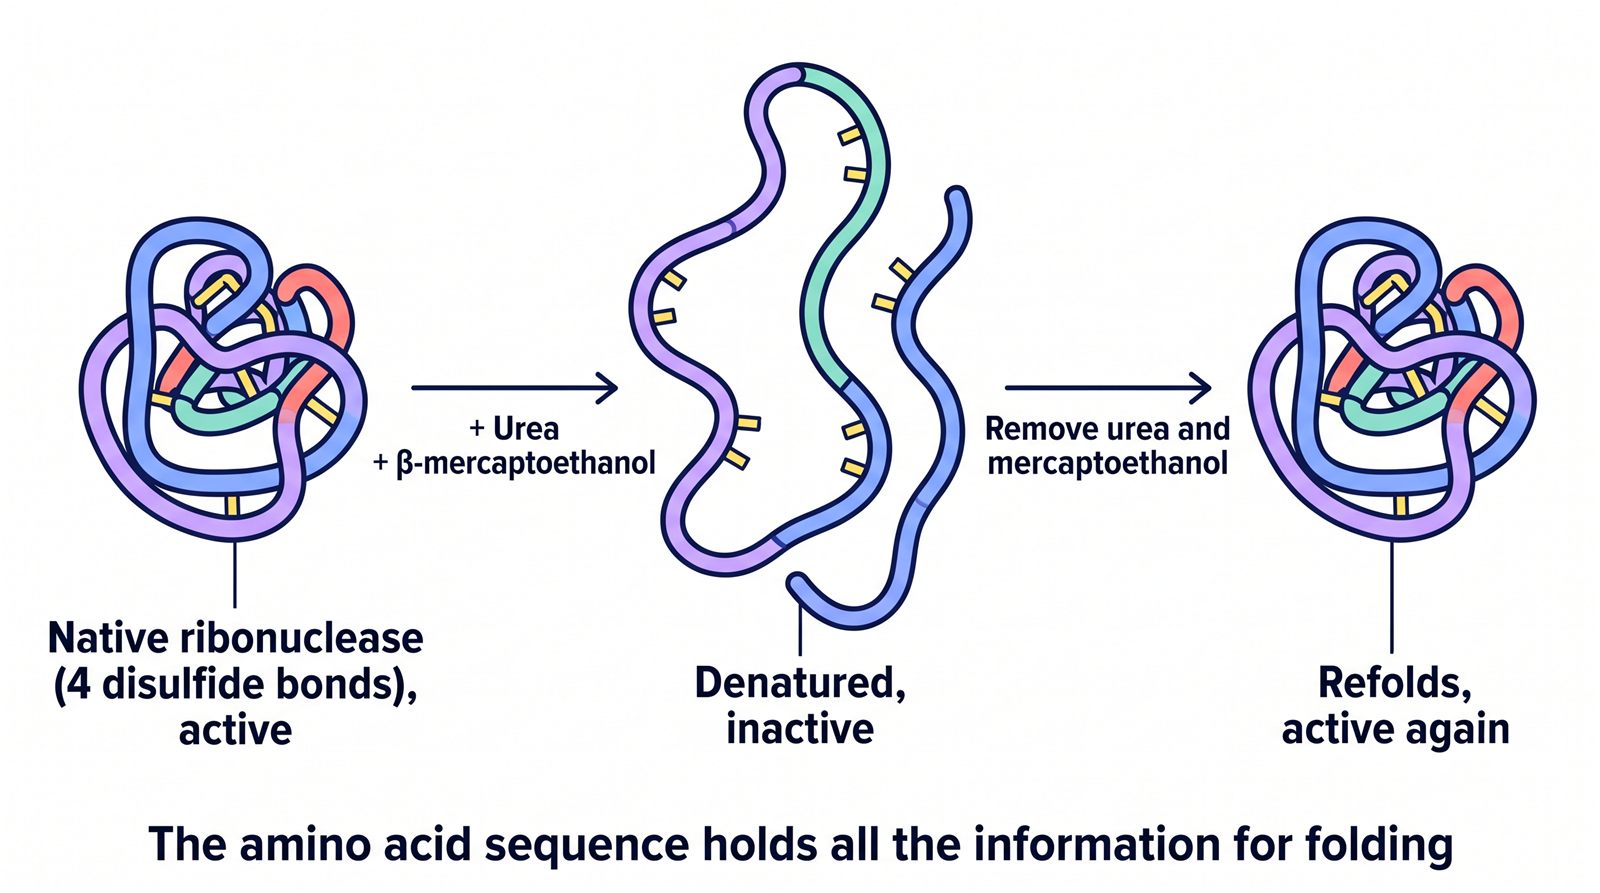 + Urea
+ β-mercaptoethanol
Remove urea and
mercaptoethanol
Native ribonuclease
(4 disulfide bonds),
active
Denatured,
inactive
Refolds,
active again
The amino acid sequence holds all the information for folding